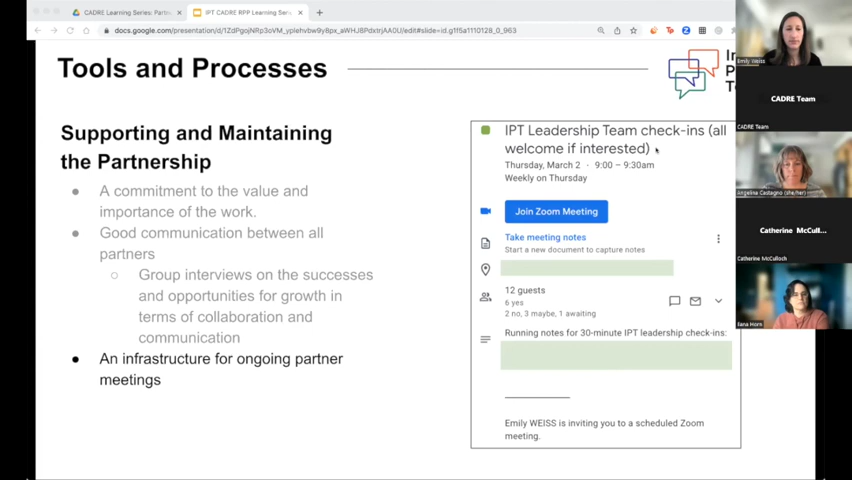 CADRE Learning Series: Partn
IPT CADRE RPP Learning Serie
docs.google.com/presentation/d/
Tools and Processes
Supporting and Maintaining
the Partnership
A commitment to the value and
importance of the work.
Good communication between all
partners
Group interviews on the successes
and opportunities for growth in
terms of collaboration and
communication
An infrastructure for ongoing partner
meetings
IPT Leadership Team check-ins (all
welcome if interested)
Thursday, March 2 · 9:00 – 9:30am
Weekly on Thursday
Join Zoom Meeting
Take meeting notes
Start a new document to capture notes
12 guests
6 yes
2 no, 3 maybe, 1 awaiting
Running notes for 30-minute IPT leadership check-ins:
Emily WEISS is inviting you to a scheduled Zoom
meeting.
Emily Weiss
CADRE Team
CADRE Team
Angelina Castagno (she/her)
Catherine McCull...
Catherine McCulloch
Ilana Horn